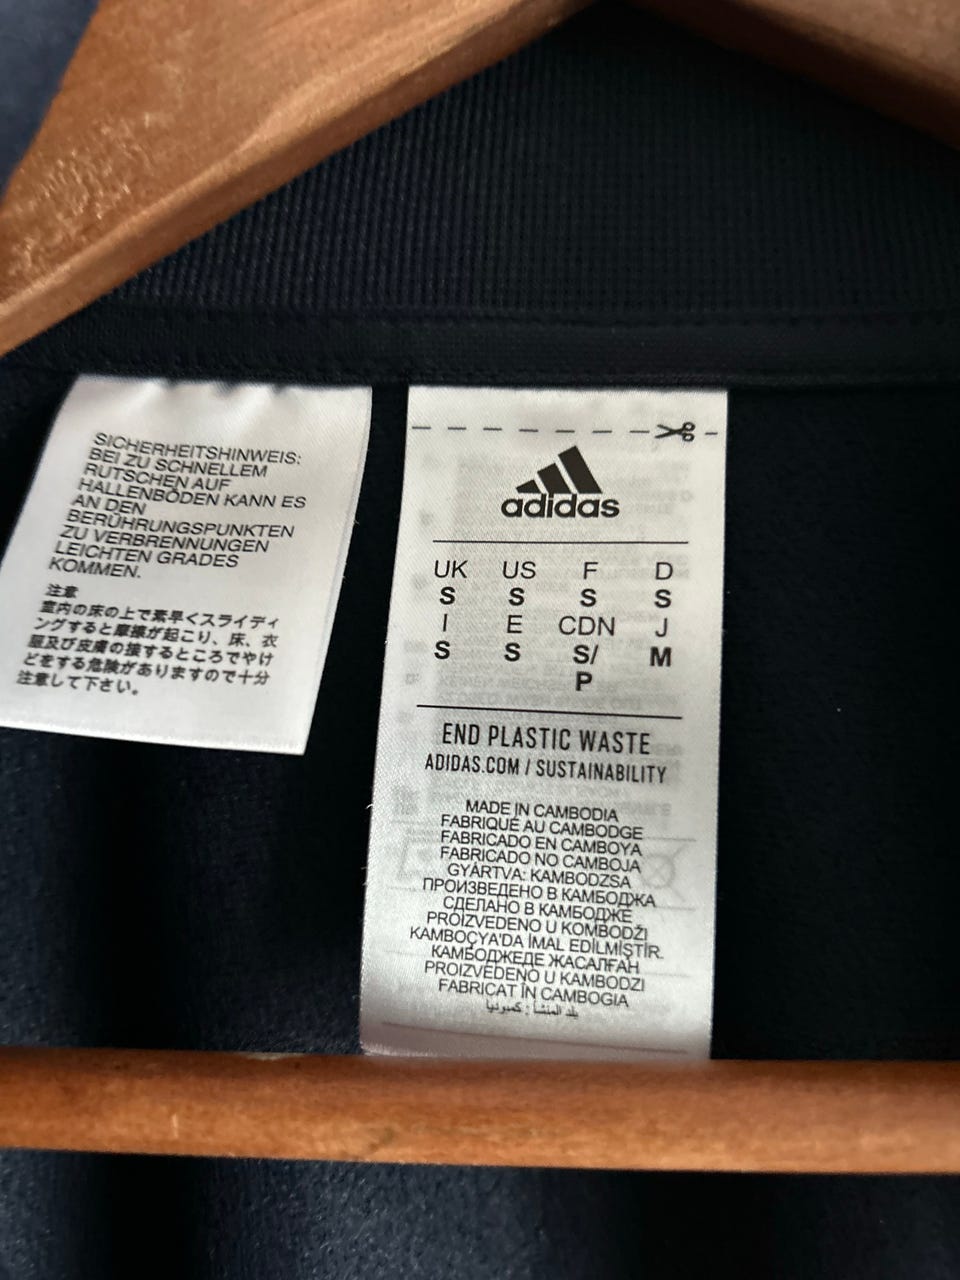 SICHERHEITSHINWEIS:
BEI ZU SCHNELLEM
RUTSCHEN AUF
HALLENBÖDEN KANN ES
AN DEN
BERÜHRUNGSPUNKTEN
ZU VERBRENNUNGEN
LEICHTEN GRADES
KOMMEN.
注意
室内の床の上で素早くスライディ
ングすると摩擦が起こり、床、衣
服及び皮膚の接するところでやけ
どをする危険がありますので十分
注意して下さい。
adidas
UK US F D
S S S S
I E CDN J
S S S/ M
P
END PLASTIC WASTE
ADIDAS.COM / SUSTAINABILITY
MADE IN CAMBODIA
FABRIQUÉ AU CAMBODGE
FABRICADO EN CAMBOYA
FABRICADO NO CAMBOJA
GYÁRTVA: KAMBODZSA
ПРОИЗВЕДЕНО В КАМБОДЖА
СДЕЛАНО В КАМБОДЖЕ
PROIZVEDENO U KOMBODŽI
KAMBOÇYA'DA İMAL EDİLMİŞTİR.
КАМБОДЖЕДЕ ЖАСАЛҒАН
PROIZVEDENO U KAMBODZI
FABRICAT ÎN CAMBOGIA
بلد المنشأ : كمبوديا